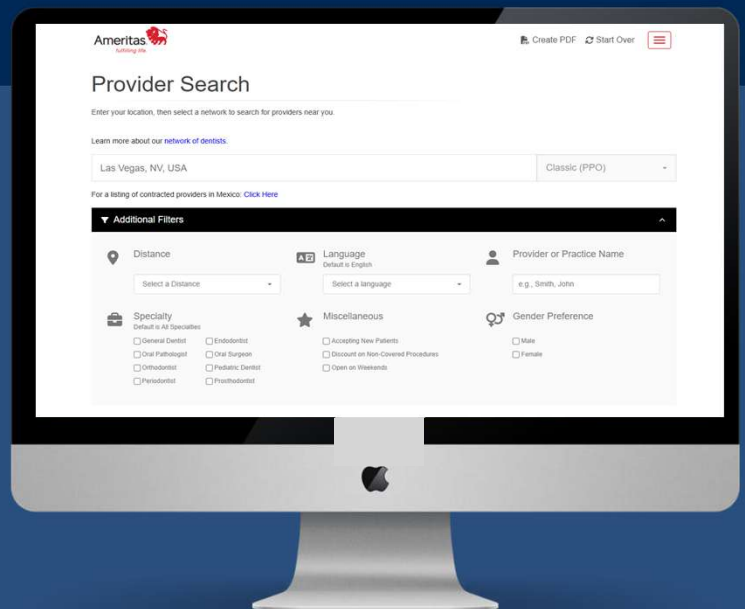 Ameritas
fulfilling life
Create PDF Start Over
Provider Search
Enter your location, then select a network to search for providers near you.
Learn more about our network of dentists.
Las Vegas, NV, USA Classic (PPO)
For a listing of contracted providers in Mexico: Click Here
Additional Filters
Distance
Select a Distance
Language
Default is English
Select a language
Provider or Practice Name
e.g., Smith, John
Specialty
Default is All Specialties
General Dentist Endodontist
Oral Pathologist Oral Surgeon
Orthodontist Pediatric Dentist
Periodontist Prosthodontist
Miscellaneous
Accepting New Patients
Discount on Non-Covered Procedures
Open on Weekends
Gender Preference
Male
Female